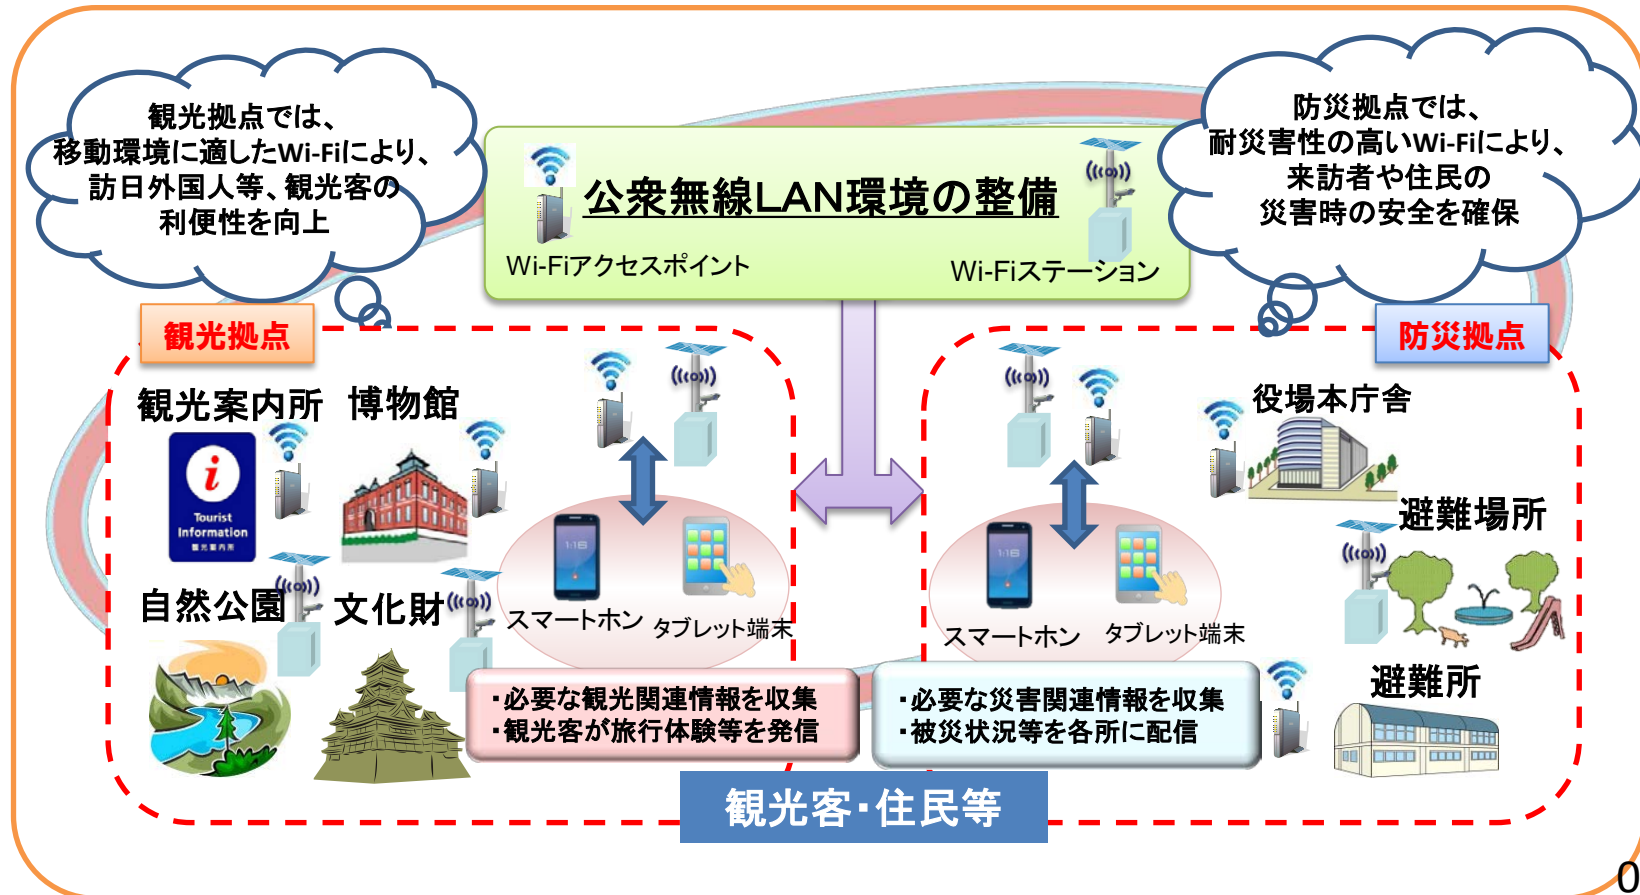 観光拠点では、
移動環境に適したWi-Fiにより、
訪日外国人等、観光客の
利便性を向上
防災拠点では、
耐災害性の高いWi-Fiにより、
来訪者や住民の
災害時の安全を確保
公衆無線LAN環境の整備
Wi-Fiアクセスポイント
Wi-Fiステーション
観光拠点
観光案内所
博物館
i
Tourist
Information
観光案内所
自然公園
文化財
1:18
スマートホン
タブレット端末
・必要な観光関連情報を収集
・観光客が旅行体験等を発信
防災拠点
役場本庁舎
避難場所
避難所
1:18
スマートホン
タブレット端末
・必要な災害関連情報を収集
・被災状況等を各所に配信
観光客・住民等
0